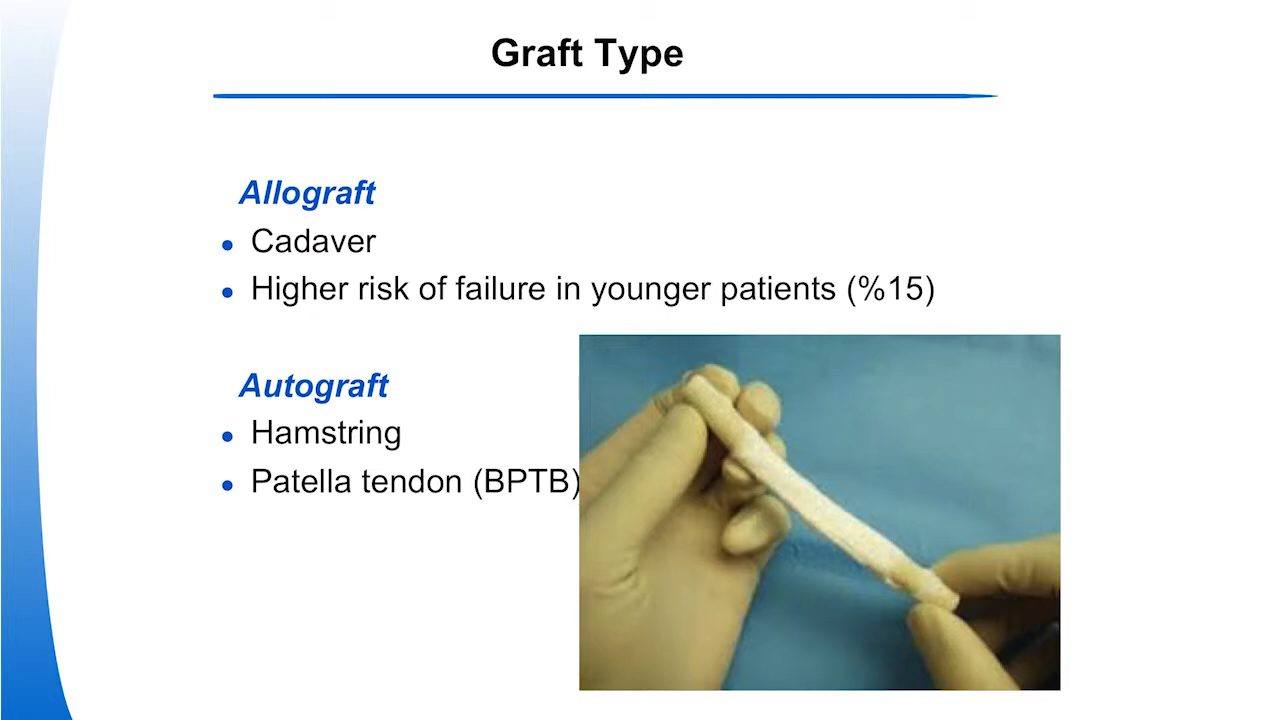 Graft Type
Allograft
• Cadaver
• Higher risk of failure in younger patients (%15)
Autograft
• Hamstring
• Patella tendon (BPTB)